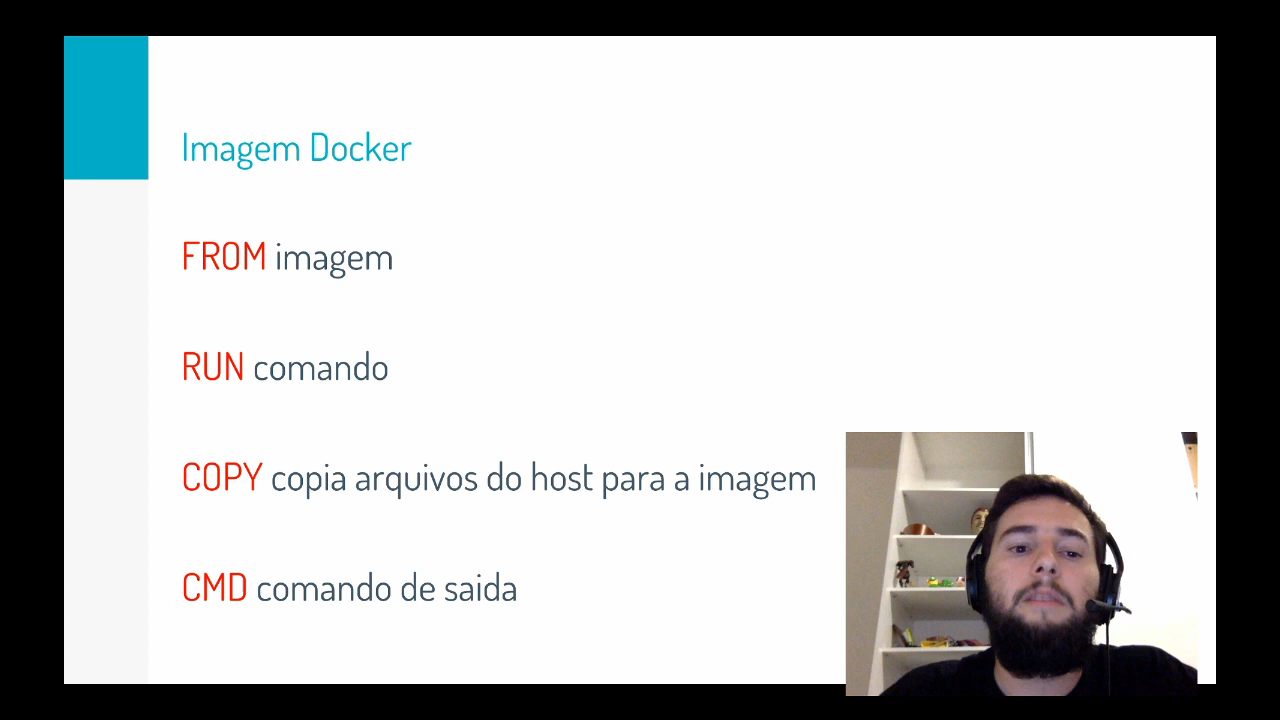 Imagem Docker
FROM imagem
RUN comando
COPY copia arquivos do host para a imagem
CMD comando de saida